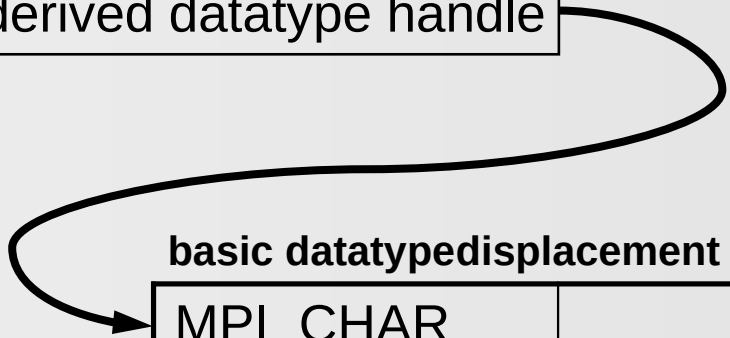 derived datatype handle
basic datatypedisplacement
MPI_CHAR